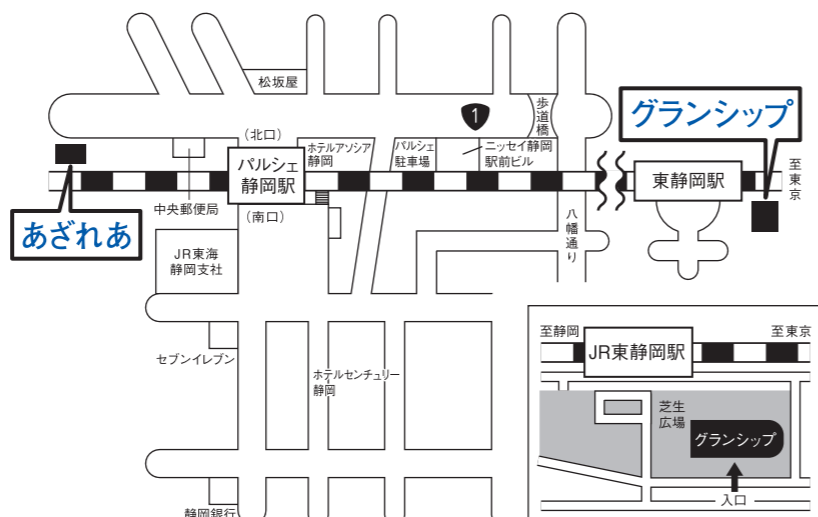 松坂屋
1
歩道橋
グランシップ
(北口)
ホテルアソシア
静岡
パルシェ
駐車場
ニッセイ静岡
駅前ビル
パルシェ
静岡駅
東静岡駅
至東京
あざれあ
中央郵便局
(南口)
八幡通り
JR東海
静岡支社
セブンイレブン
ホテルセンチュリー
静岡
静岡銀行
至静岡
至東京
JR東静岡駅
芝生
広場
グランシップ
入口